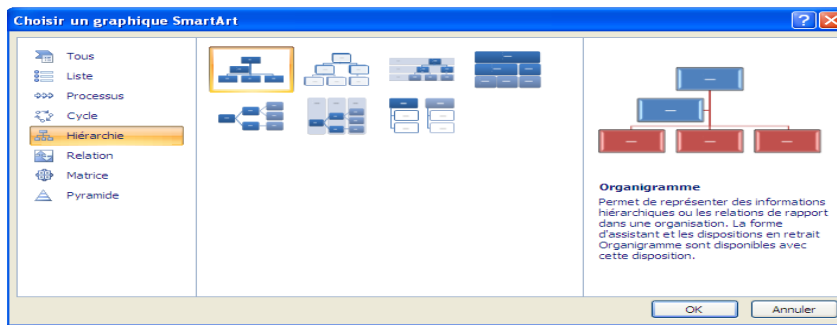 Choisir un graphique SmartArt
Tous
Liste
Processus
Cycle
Hiérarchie
Relation
Matrice
Pyramide
Organigramme
Permet de représenter des informations
hiérarchiques ou les relations de rapport
dans une organisation. La forme
d'assistant et les dispositions en retrait
Organigramme sont disponibles avec
cette disposition.
OK
Annuler